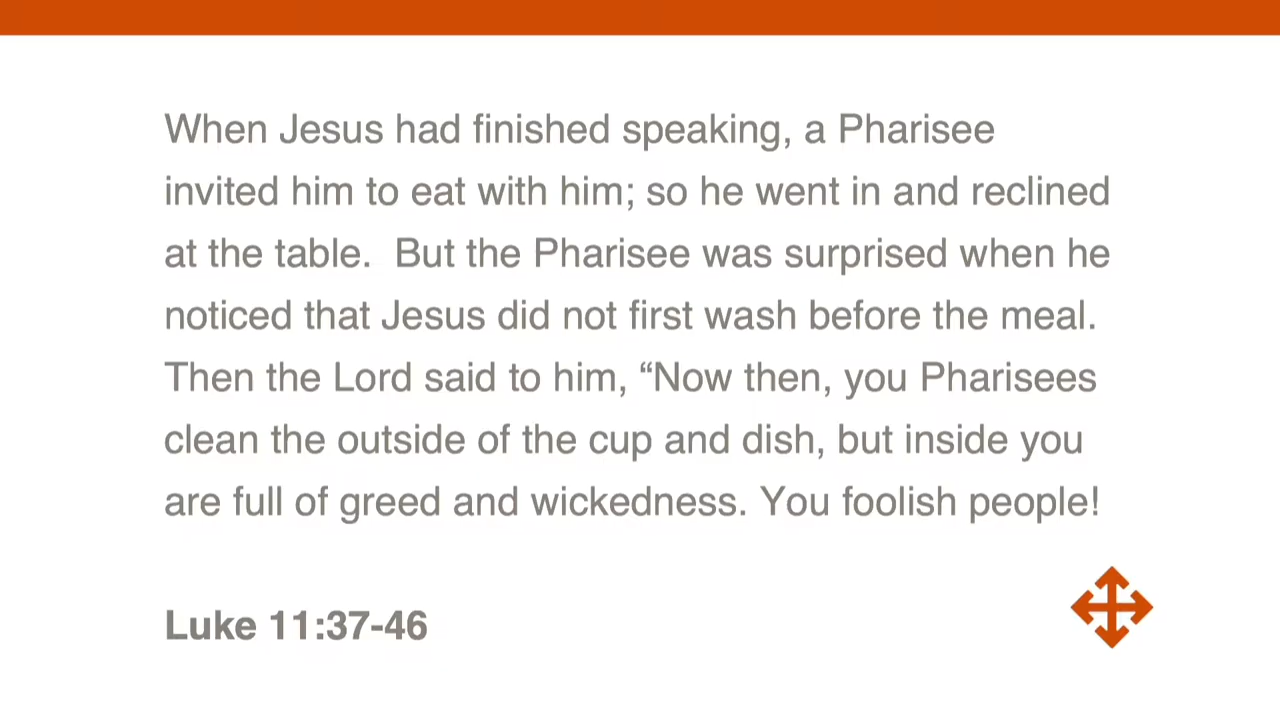 When Jesus had finished speaking, a Pharisee
invited him to eat with him; so he went in and reclined
at the table.  But the Pharisee was surprised when he
noticed that Jesus did not first wash before the meal.
Then the Lord said to him, “Now then, you Pharisees
clean the outside of the cup and dish, but inside you
are full of greed and wickedness. You foolish people!
Luke 11:37-46